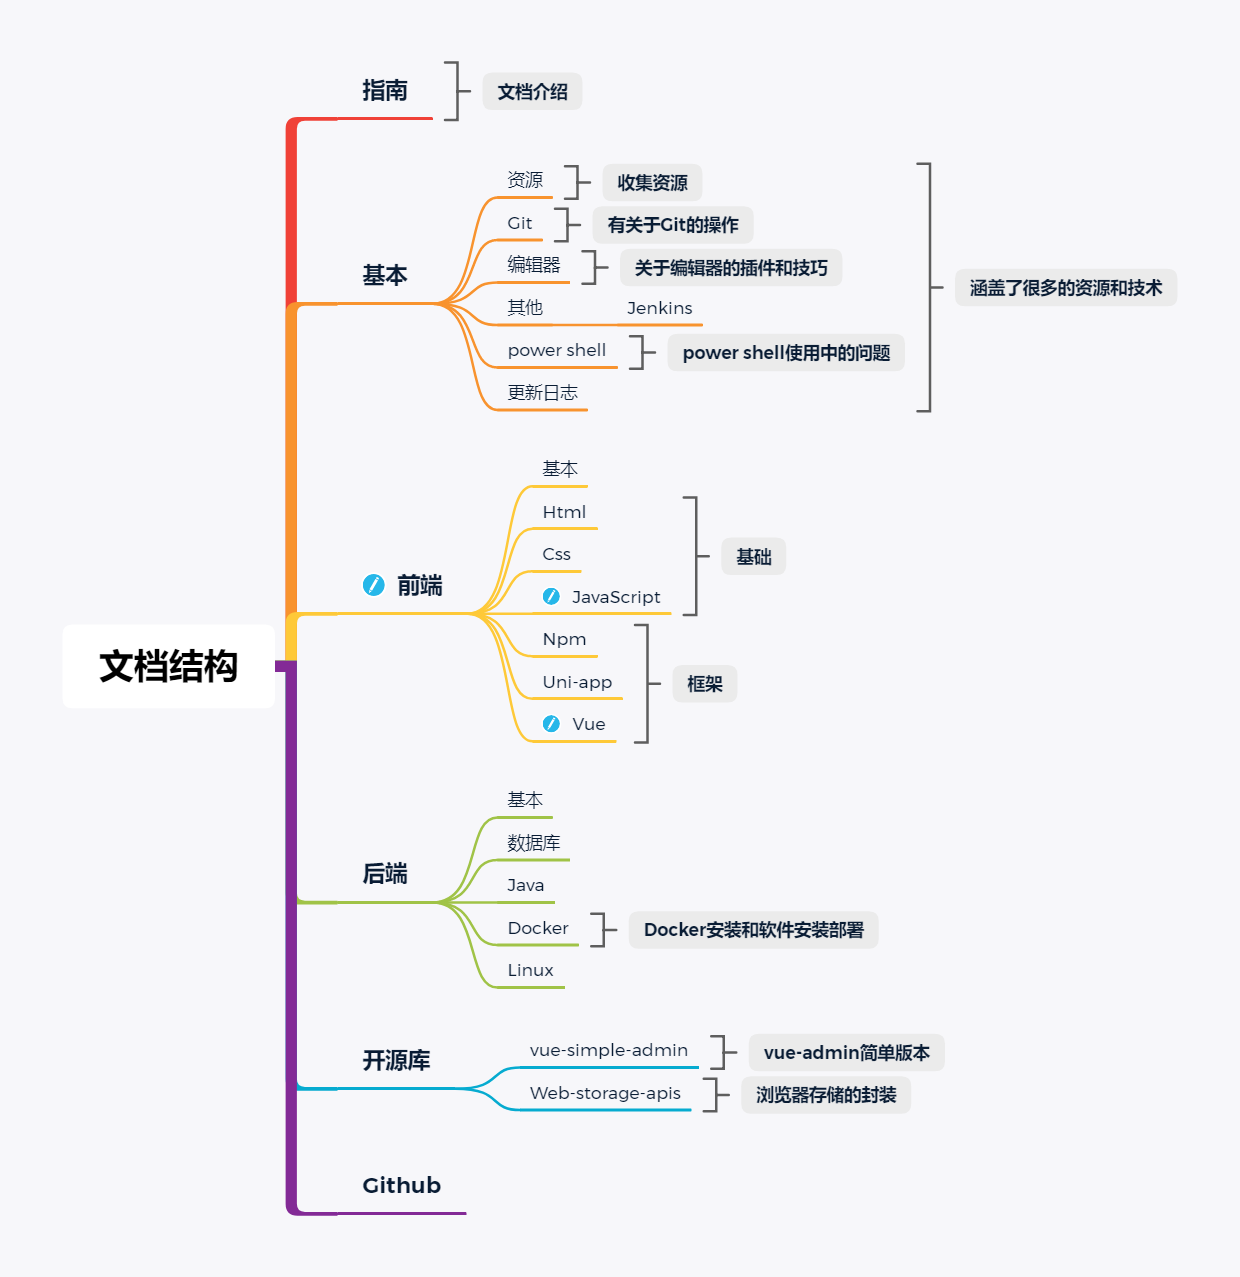 指南
文档介绍
资源
收集资源
Git
有关于Git的操作
编辑器
关于编辑器的插件和技巧
基本
其他
Jenkins
涵盖了很多的资源和技术
power shell
power shell使用中的问题
更新日志
基本
Html
Css
基础
前端
JavaScript
Npm
Uni-app
框架
Vue
文档结构
基本
数据库
后端
Java
Docker
Docker安装和软件安装部署
Linux
开源库
vue-simple-admin
vue-admin简单版本
Web-storage-apis
浏览器存储的封装
Github